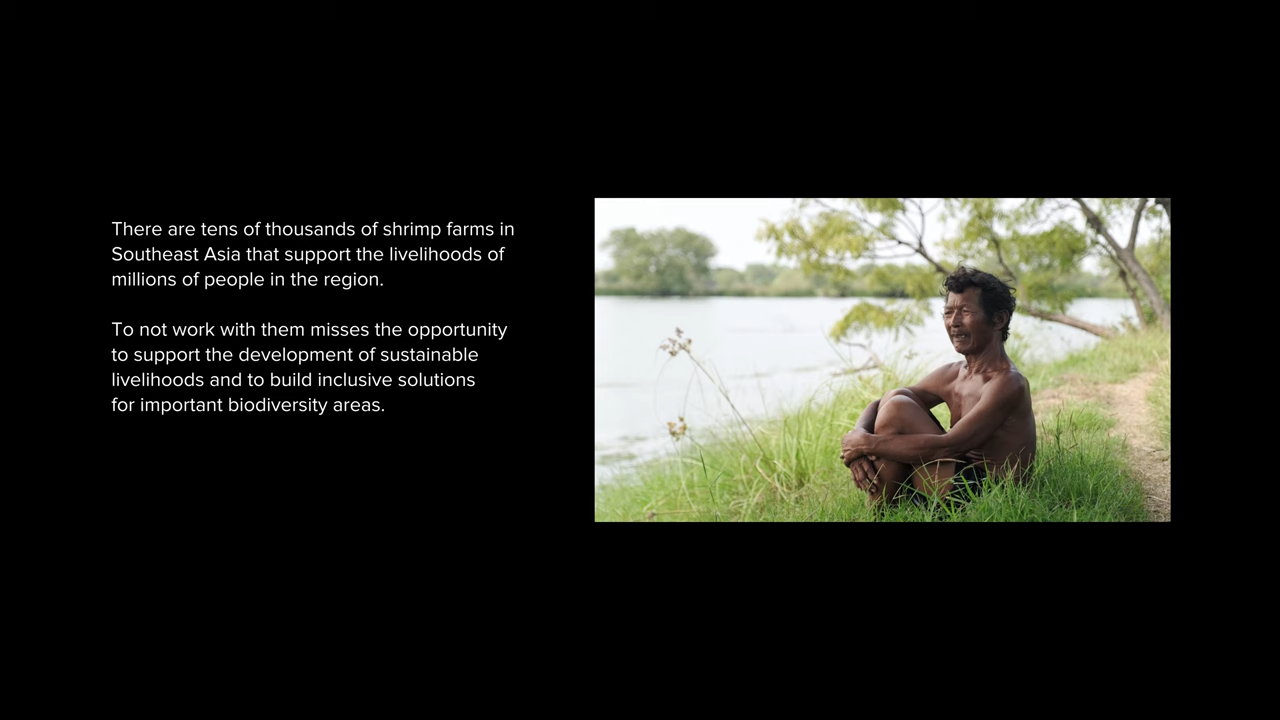 There are tens of thousands of shrimp farms in
Southeast Asia that support the livelihoods of
millions of people in the region.
To not work with them misses the opportunity
to support the development of sustainable
livelihoods and to build inclusive solutions
for important biodiversity areas.